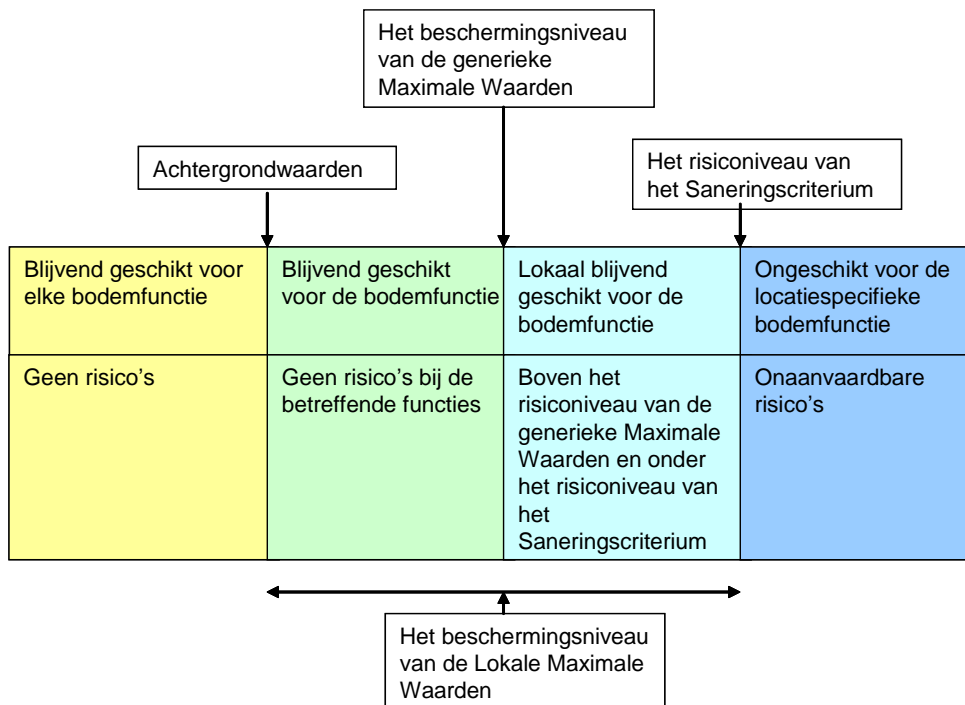 Het beschermingsniveau
van de generieke
Maximale Waarden
Achtergrondwaarden
Het risiconiveau van
het Saneringscriterium
Blijvend geschikt voor
elke bodemfunctie
Blijvend geschikt
voor de bodemfunctie
Lokaal blijvend
geschikt voor de
bodemfunctie
Ongeschikt voor de
locatiespecifieke
bodemfunctie
Geen risico's
Geen risico's bij de
betreffende functies
Boven het
risiconiveau van de
generieke Maximale
Waarden en onder
het risiconiveau van
het
Saneringscriterium
Onaanvaardbare
risico's
Het beschermingsniveau
van de Lokale Maximale
Waarden